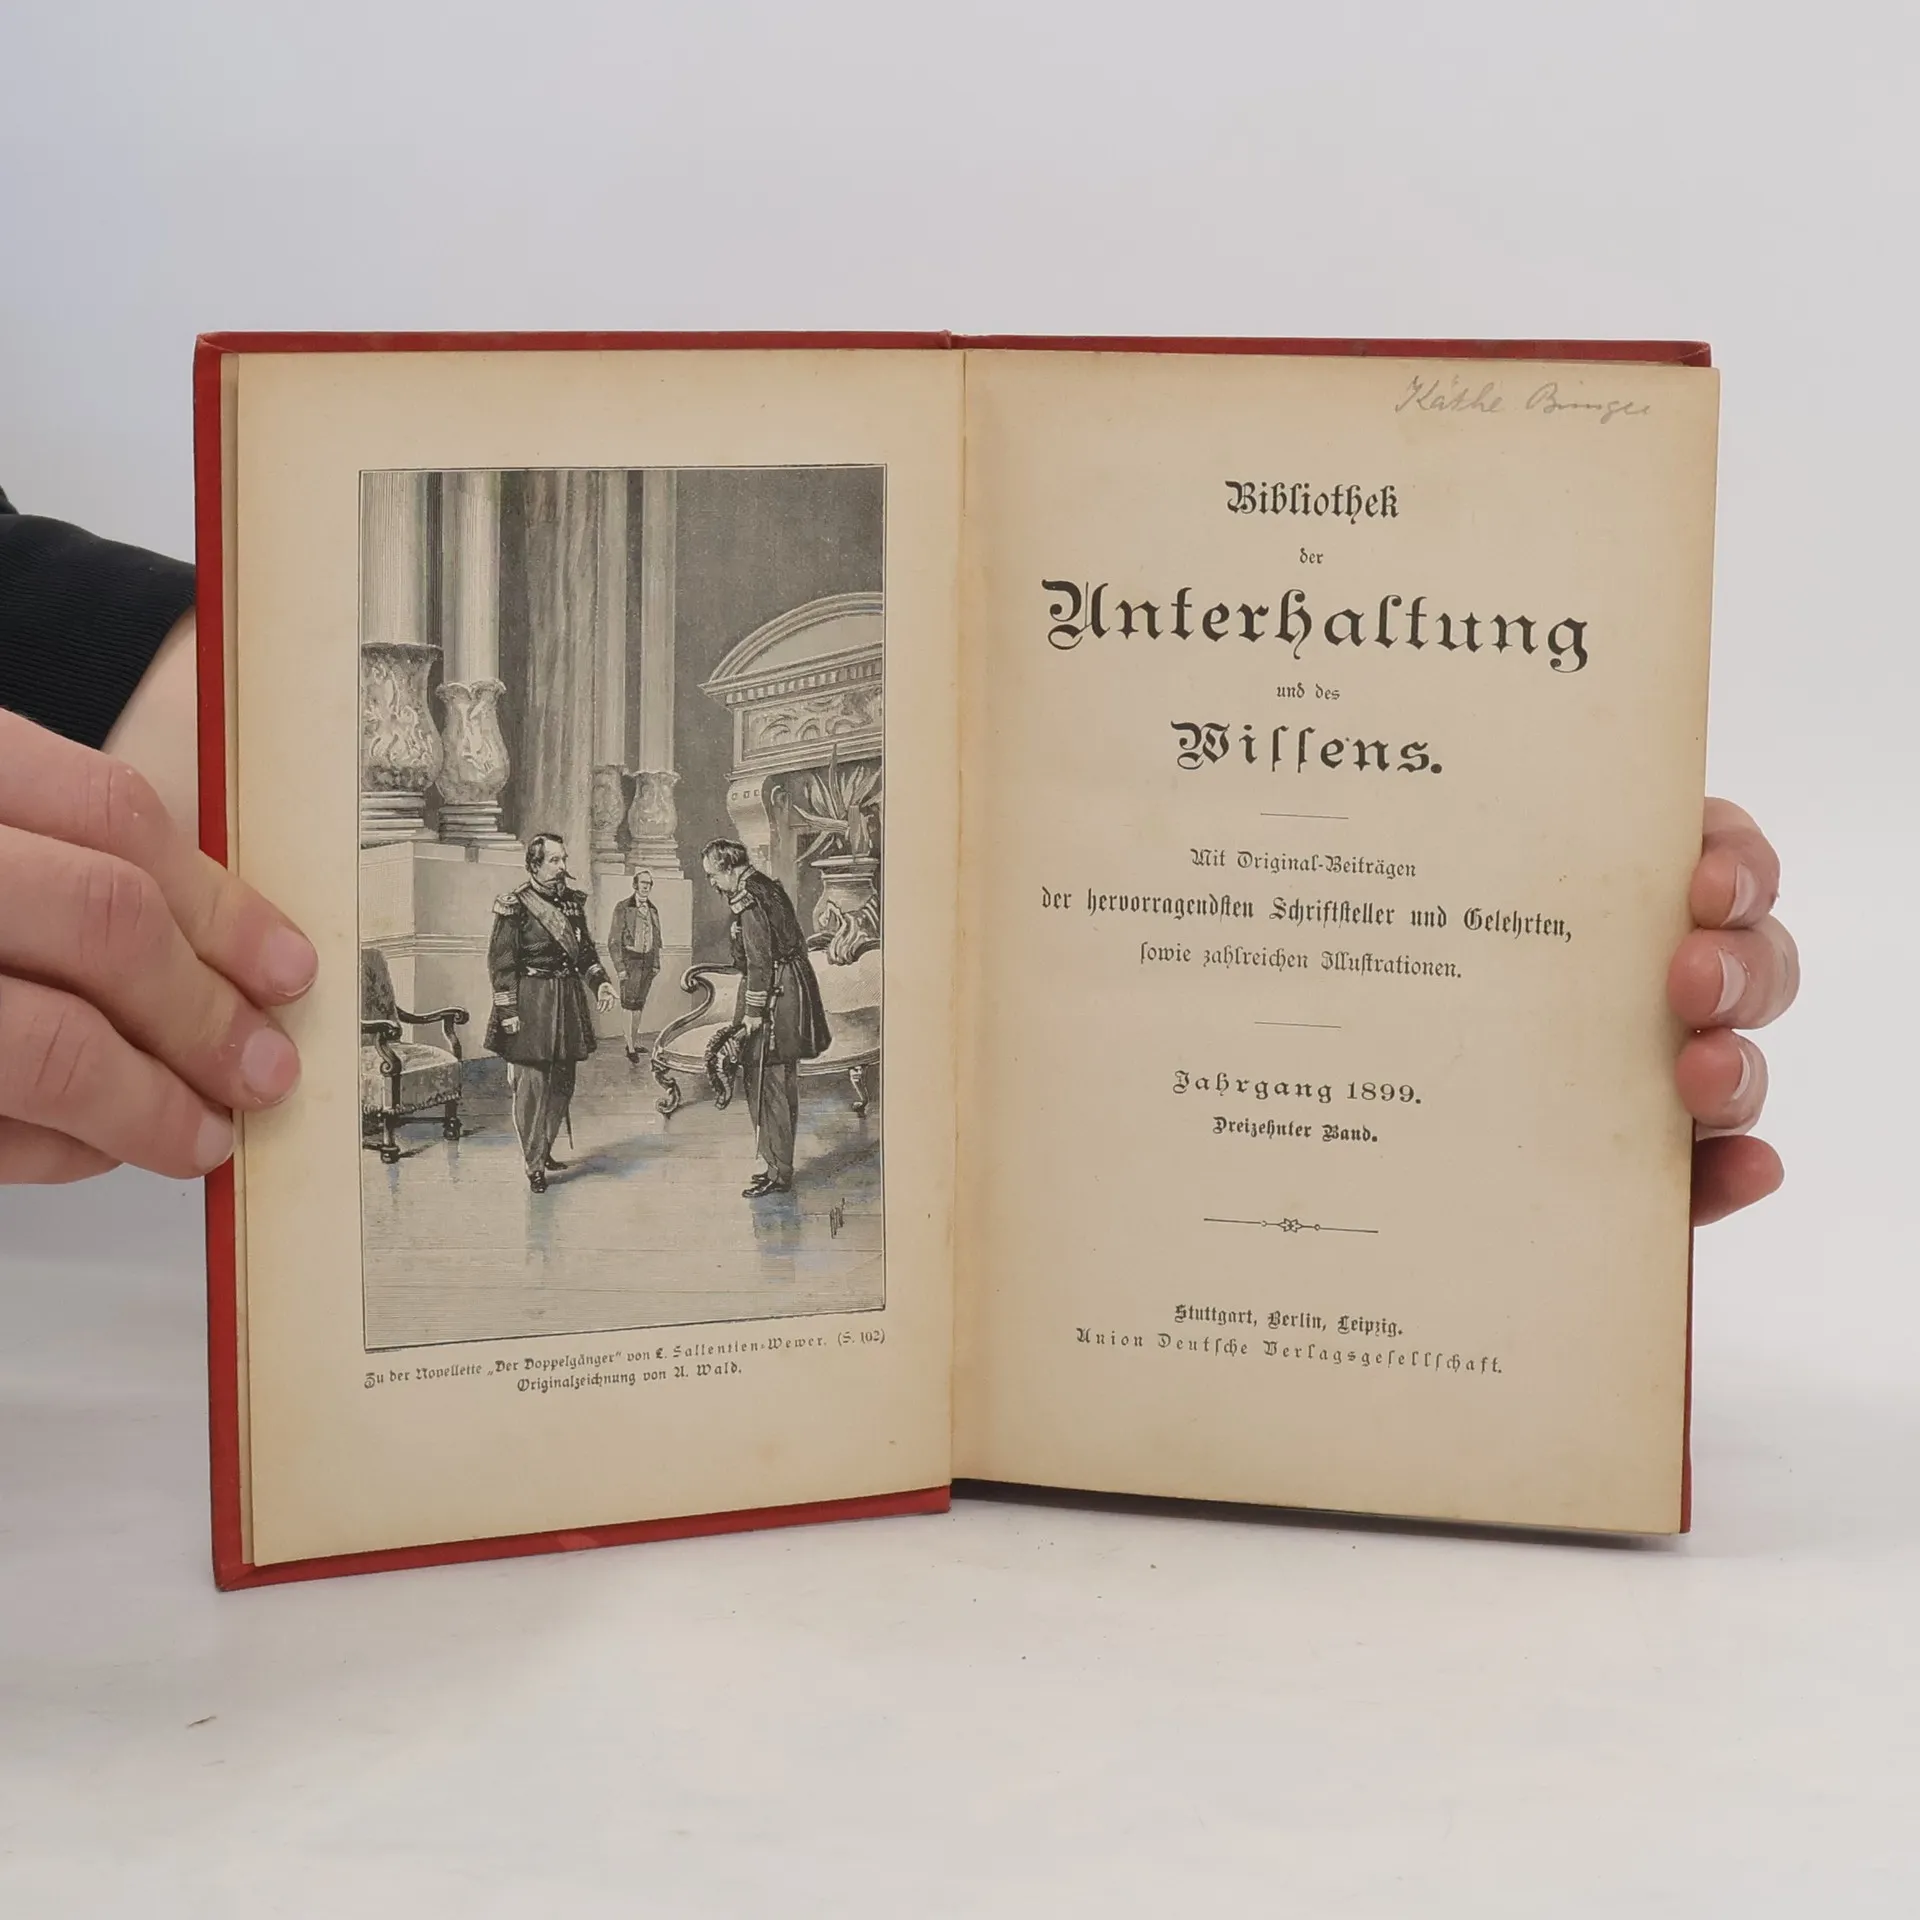 Zu der Novellette „Der Doppelgänger" von L. Sallentien-Wewer. (S. 102)
Originalzeichnung von A. Wald.
Käthe
Bibliothek
der
Unterhaltung
und des
Wissens.
Mit Original-Beiträgen
der hervorragendsten Schriftsteller und Gelehrten,
sowie zahlreichen Illustrationen.
Jahrgang 1899.
Dreizehnter Band.
Stuttgart, Berlin, Leipzig.
Union Deutsche Verlagsgesellschaft.